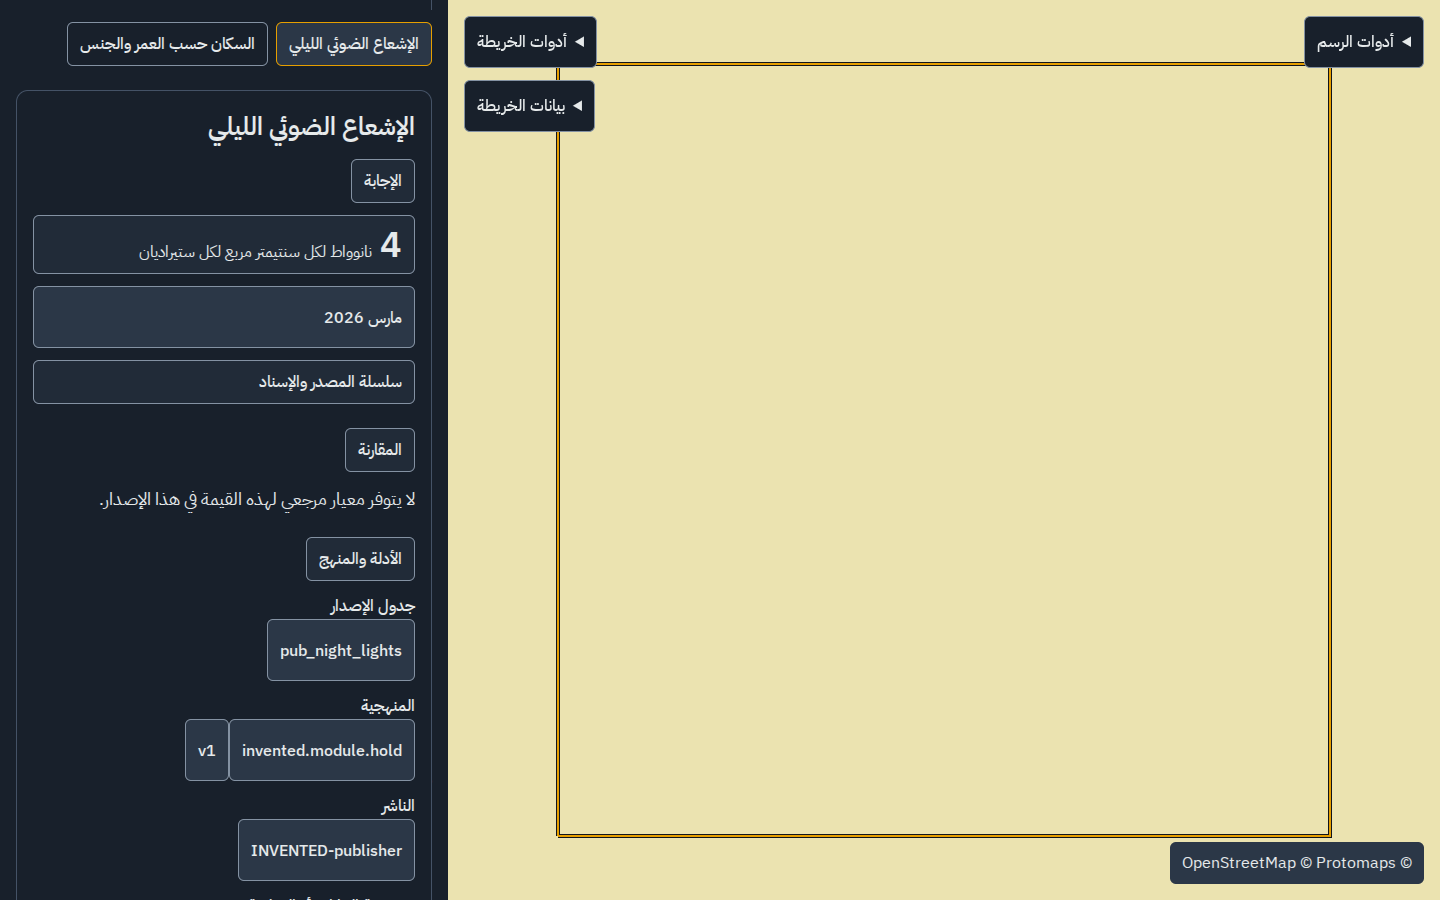 أدوات الرسم
أدوات الخريطة
بيانات الخريطة
OpenStreetMap © Protomaps ©
الإشعاع الضوئي الليلي
السكان حسب العمر والجنس
الإشعاع الضوئي الليلي
الإجابة
4 نانوواط لكل سنتيمتر مربع لكل ستيراديان
مارس 2026
سلسلة المصدر والإسناد
المقارنة
لا يتوفر معيار مرجعي لهذه القيمة في هذا الإصدار.
الأدلة والمنهج
جدول الإصدار
pub_night_lights
المنهجية
invented.module.hold
v1
الناشر
INVENTED-publisher